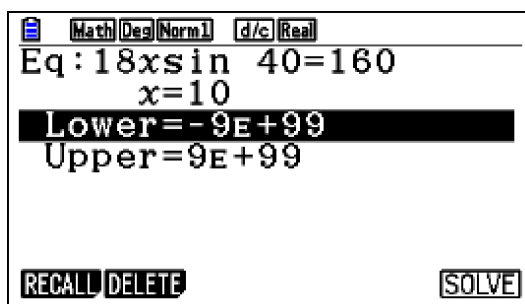 Math Deg Norm1 d/c Real
Eq:18xsin 40=160
x=10
Lower=-9E+99
Upper=9E+99
RECALL DELETE SOLVE